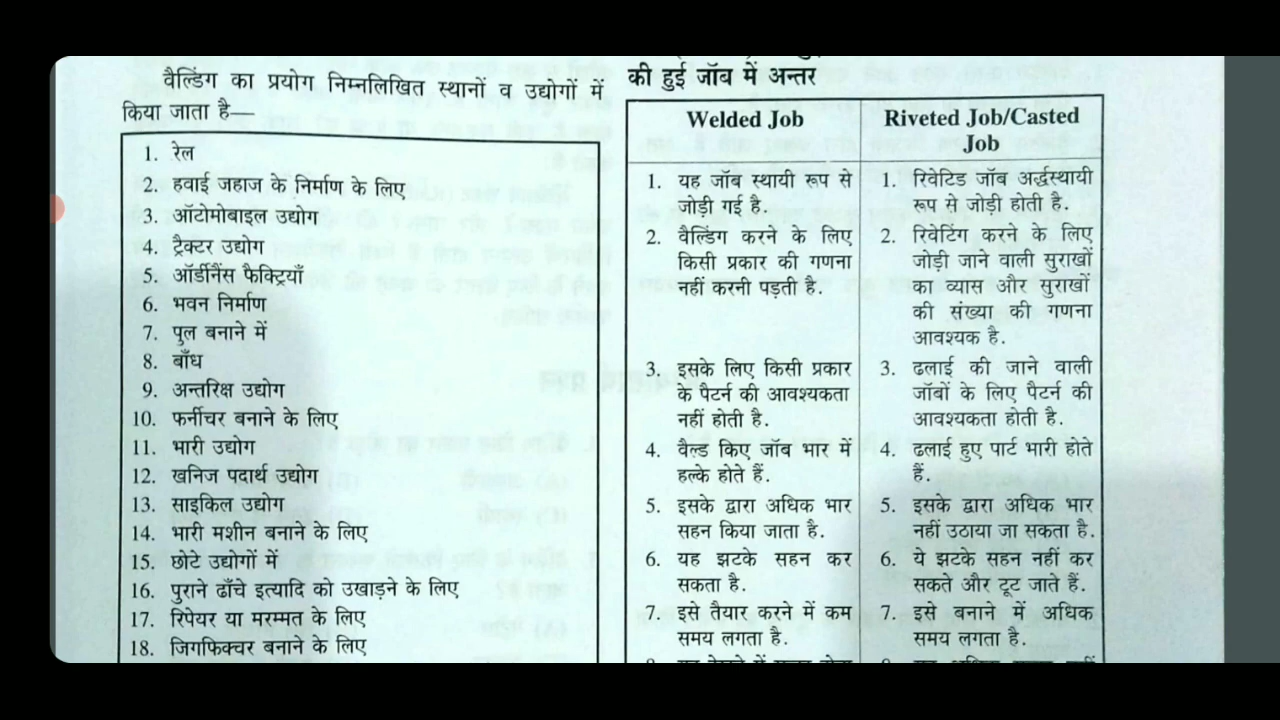 वैल्डिंग का प्रयोग निम्नलिखित स्थानों व उद्योगों में
किया जाता है—
1. रेल
2. हवाई जहाज के निर्माण के लिए
3. ऑटोमोबाइल उद्योग
4. ट्रैक्टर उद्योग
5. ऑर्डीनैंस फैक्ट्रियाँ
6. भवन निर्माण
7. पुल बनाने में
8. बाँध
9. अन्तरिक्ष उद्योग
10. फर्नीचर बनाने के लिए
11. भारी उद्योग
12. खनिज पदार्थ उद्योग
13. साइकिल उद्योग
14. भारी मशीन बनाने के लिए
15. छोटे उद्योगों में
16. पुराने ढाँचे इत्यादि को उखाड़ने के लिए
17. रिपेयर या मरम्मत के लिए
18. जिगफिक्चर बनाने के लिए
की हुई जॉब में अन्तर
Welded Job
1. यह जॉब स्थायी रूप से
जोड़ी गई है.
2. वैल्डिंग करने के लिए
किसी प्रकार की गणना
नहीं करनी पड़ती है.
3. इसके लिए किसी प्रकार
के पैटर्न की आवश्यकता
नहीं होती है.
4. वैल्ड किए जॉब भार में
हल्के होते हैं.
5. इसके द्वारा अधिक भार
सहन किया जाता है.
6. यह झटके सहन कर
सकता है.
7. इसे तैयार करने में कम
समय लगता है.
Riveted Job/Casted
Job
1. रिवेटिड जॉब अर्द्धस्थायी
रूप से जोड़ी होती है.
2. रिवेटिंग करने के लिए
जोड़ी जाने वाली सुराखों
का व्यास और सुराखों
की संख्या की गणना
आवश्यक है.
3. ढलाई की जाने वाली
जॉबों के लिए पैटर्न की
आवश्यकता होती है.
4. ढलाई हुए पार्ट भारी होते
हैं.
5. इसके द्वारा अधिक भार
नहीं उठाया जा सकता है.
6. ये झटके सहन नहीं कर
सकते और टूट जाते हैं.
7. इसे बनाने में अधिक
समय लगता है.